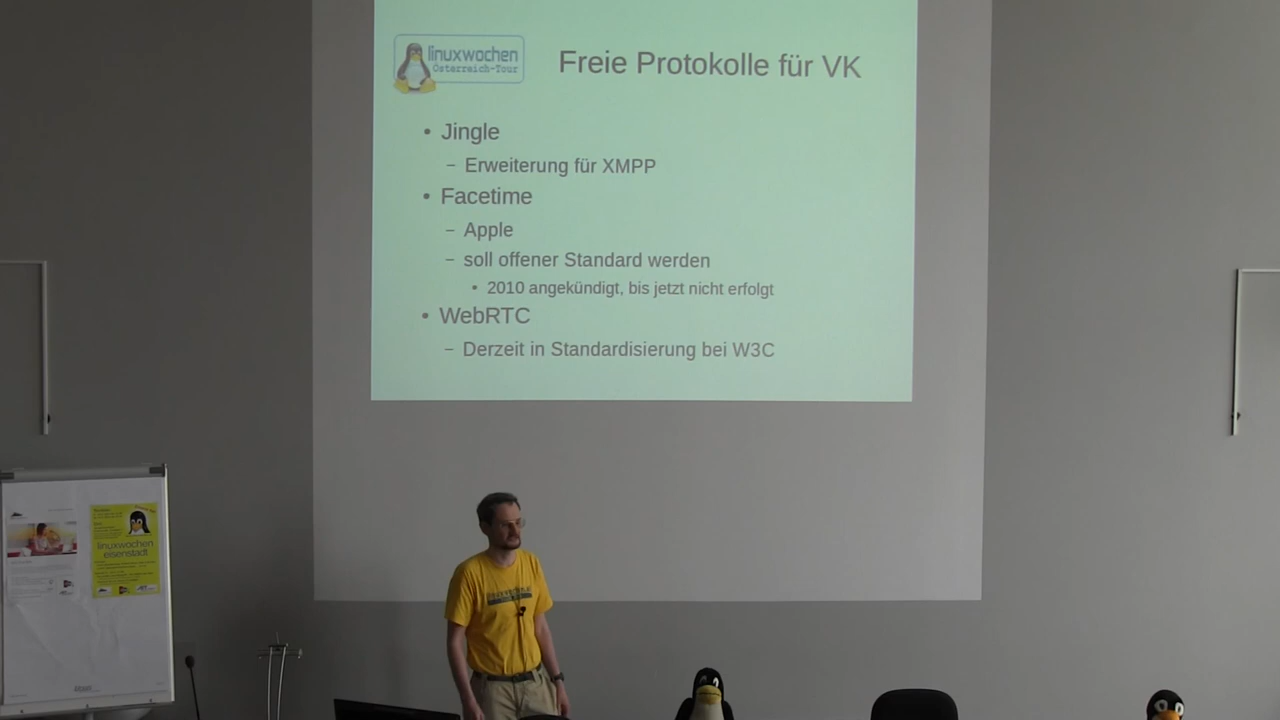 linuxwochen
Österreich-Tour
Freie Protokolle für VK
• Jingle
– Erweiterung für XMPP
• Facetime
– Apple
– soll offener Standard werden
• 2010 angekündigt, bis jetzt nicht erfolgt
• WebRTC
– Derzeit in Standardisierung bei W3C
linuxwochen
eisenstadt